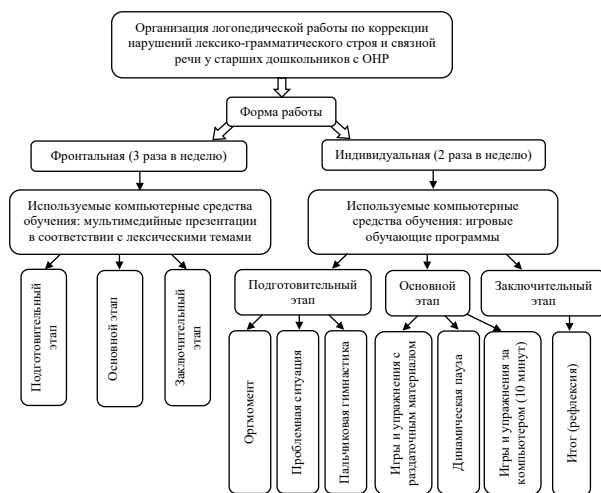 Организация логопедической работы по коррекции
нарушений лексико-грамматического строя и связной
речи у старших дошкольников с ОНР
Форма работы
Фронтальная (3 раза в неделю)
Индивидуальная (2 раза в неделю)
Используемые компьютерные средства
обучения: мультимедийные презентации
в соответствии с лексическими темами
Используемые компьютерные
средства обучения: игровые
обучающие программы
Подготовительный
этап
Основной этап
Заключительный
этап
Подготовительный
этап
Основной
этап
Заключительный
этап
Оргмомент
Проблемная ситуация
Пальчиковая гимнастика
Игры и упражнения с
раздаточным материалом
Динамическая пауза
Игры и упражнения за
компьютером (10 минут)
Итог (рефлексия)